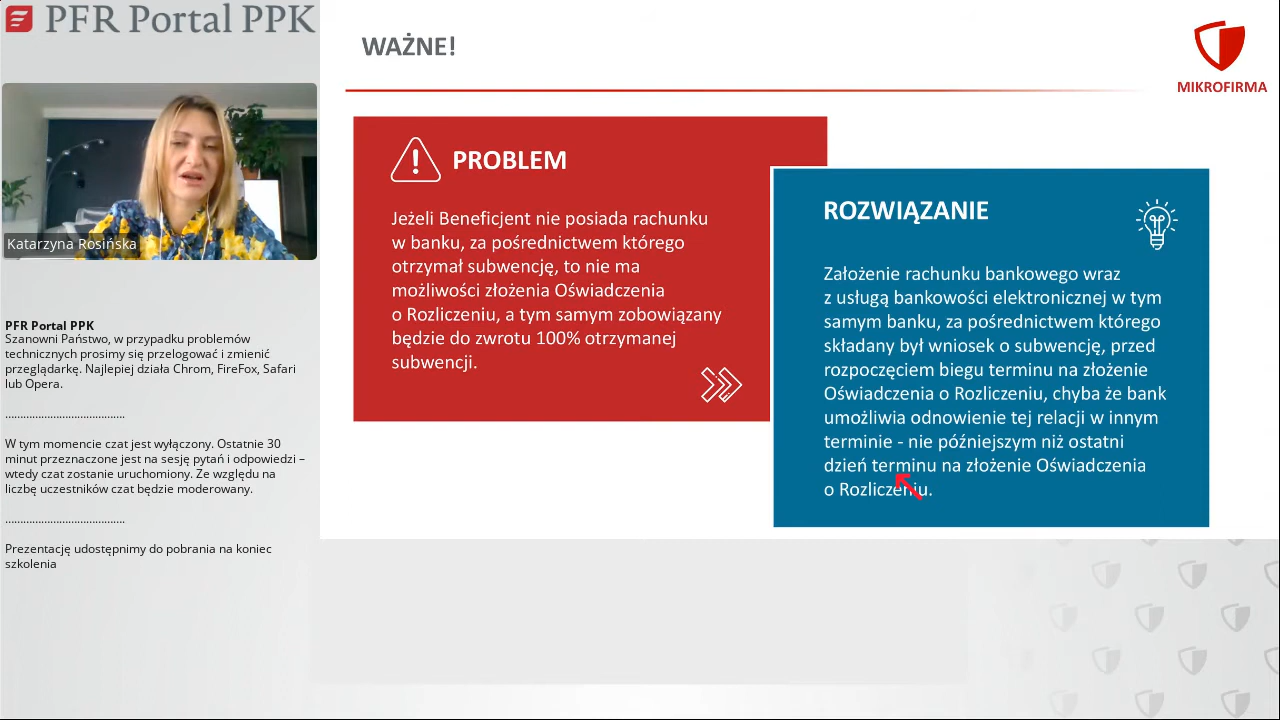 PFR Portal PPK
Katarzyna Rosińska
PFR Portal PPK
Szanowni Państwo, w przypadku problemów
technicznych prosimy się przelogować i zmienić
przeglądarkę. Najlepiej działa Chrom, FireFox, Safari
lub Opera.
........................................
W tym momencie czat jest wyłączony. Ostatnie 30
minut przeznaczone jest na sesję pytań i odpowiedzi –
wtedy czat zostanie uruchomiony. Ze względu na
liczbę uczestników czat będzie moderowany.
........................................
Prezentację udostępnimy do pobrania na koniec
szkolenia
WAŻNE!
MIKROFIRMA
PROBLEM
Jeżeli Beneficjent nie posiada rachunku
w banku, za pośrednictwem którego
otrzymał subwencję, to nie ma
możliwości złożenia Oświadczenia
o Rozliczeniu, a tym samym zobowiązany
będzie do zwrotu 100% otrzymanej
subwencji.
ROZWIĄZANIE
Założenie rachunku bankowego wraz
z usługą bankowości elektronicznej w tym
samym banku, za pośrednictwem którego
składany był wniosek o subwencję, przed
rozpoczęciem biegu terminu na złożenie
Oświadczenia o Rozliczeniu, chyba że bank
umożliwia odnowienie tej relacji w innym
terminie - nie późniejszym niż ostatni
dzień terminu na złożenie Oświadczenia
o Rozliczeniu.